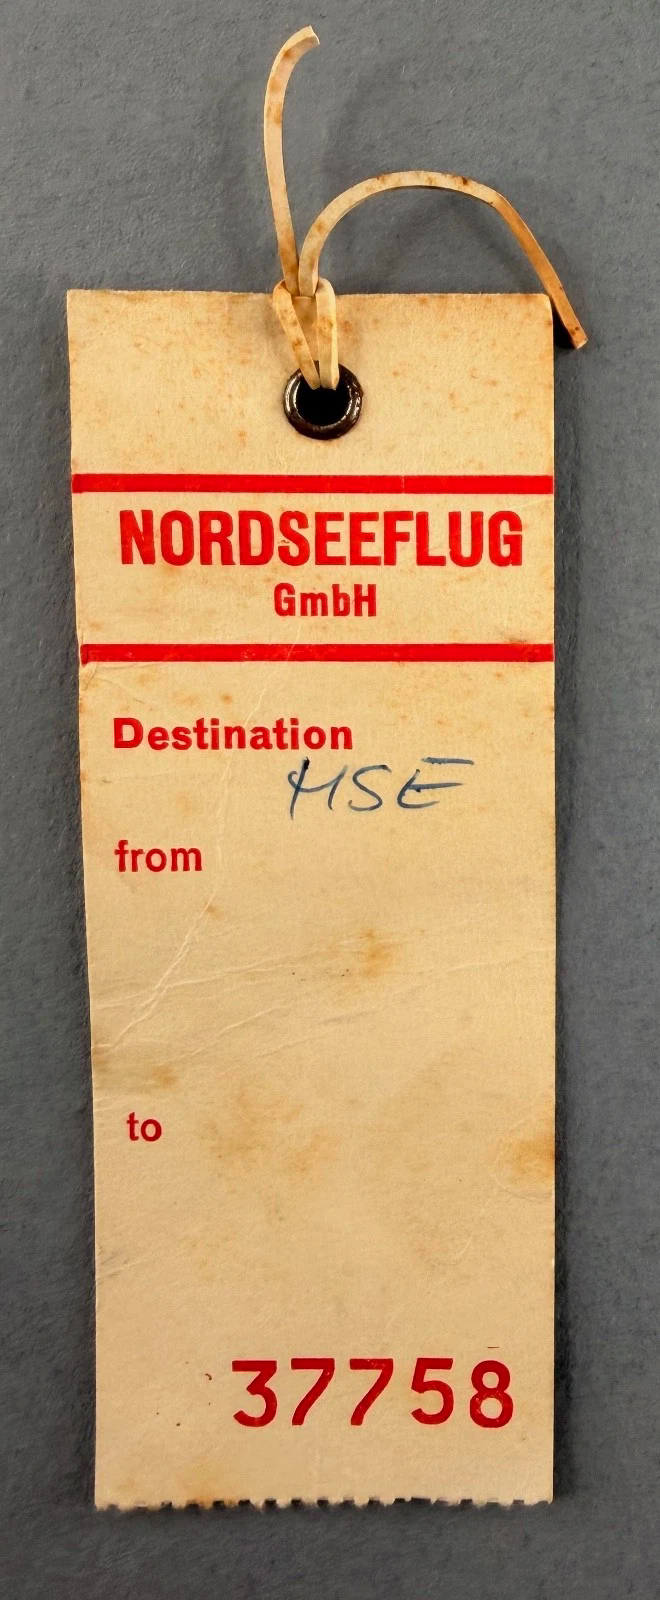 NORDSEEFLUG
GmbH
Destination
HSE
from
to
37758